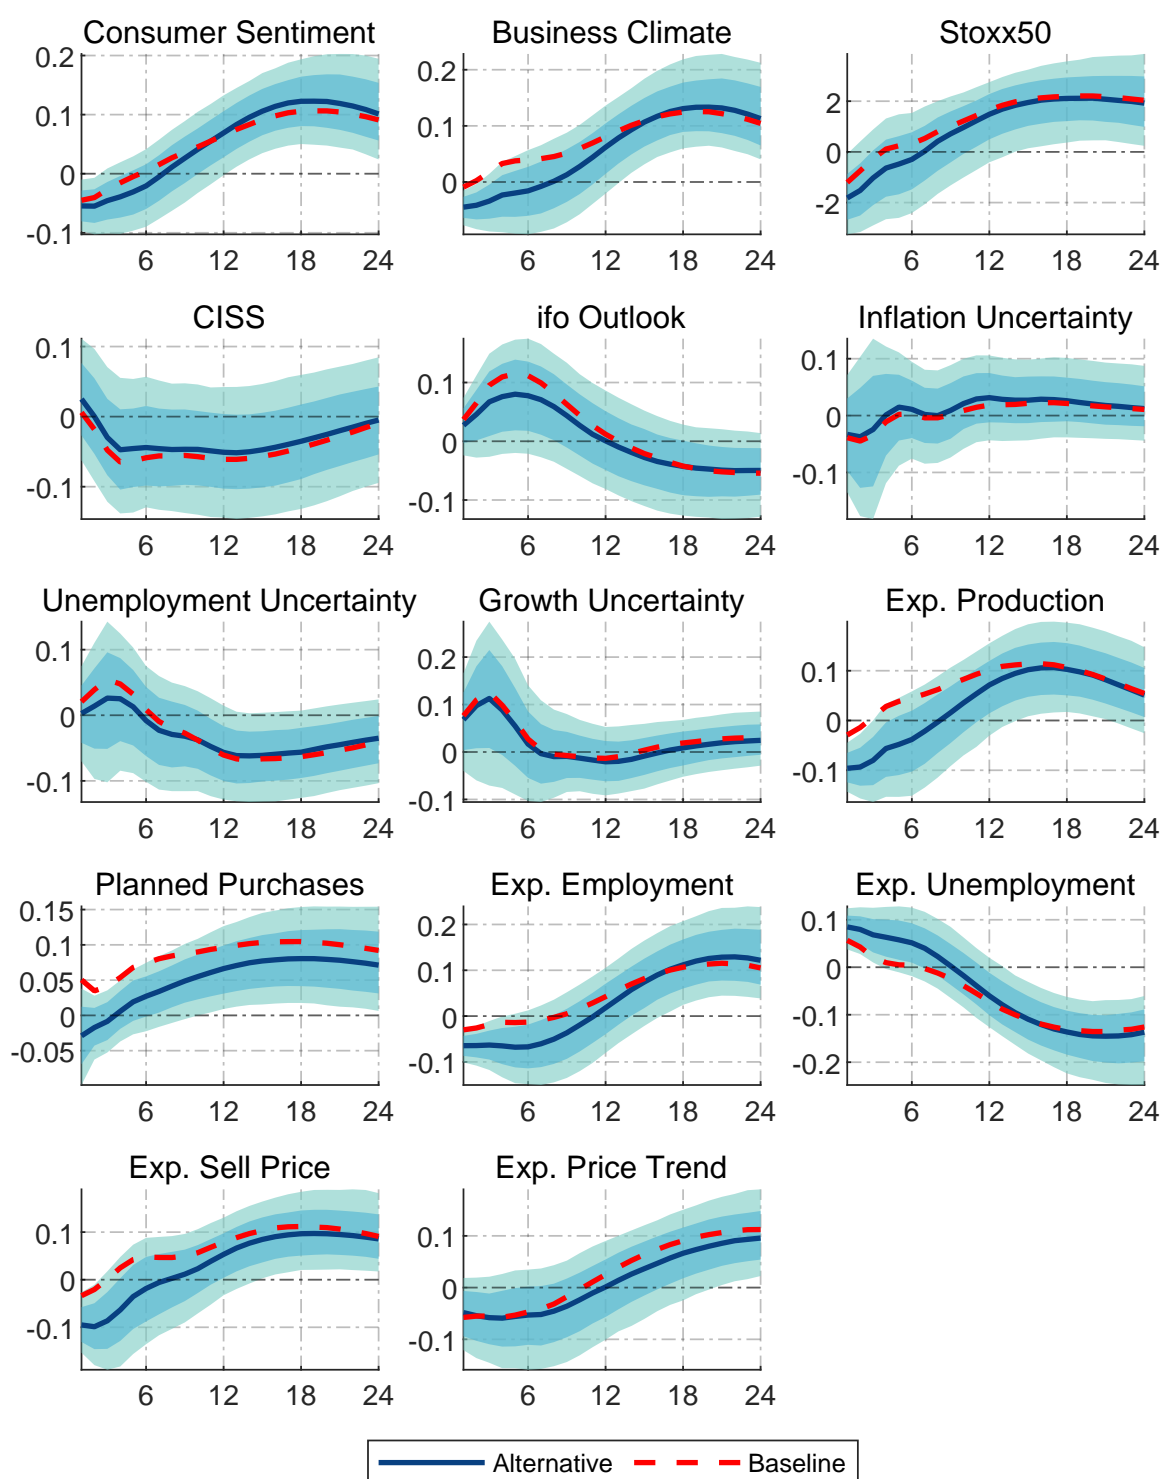 Consumer Sentiment Business Climate Stoxx50
0.2 0.2 2
0.1 0.1 0
0 0 -2
-0.1
6 12 18 24 6 12 18 24 6 12 18 24
CISS ifo Outlook Inflation Uncertainty
0.1 0.1 0.1
0 0 0
-0.1 -0.1 -0.1
6 12 18 24 6 12 18 24 6 12 18 24
Unemployment Uncertainty Growth Uncertainty Exp. Production
0.1 0.2 0.1
0 0.1 0
-0.1 0 -0.1
-0.1
6 12 18 24 6 12 18 24 6 12 18 24
Planned Purchases Exp. Employment Exp. Unemployment
0.15 0.2 0.1
0.1 0.1 0
0.05 0 -0.1
0 -0.1 -0.2
-0.05
6 12 18 24 6 12 18 24 6 12 18 24
Exp. Sell Price Exp. Price Trend
0.1 0.1
0 0
-0.1 -0.1
6 12 18 24 6 12 18 24
Alternative Baseline